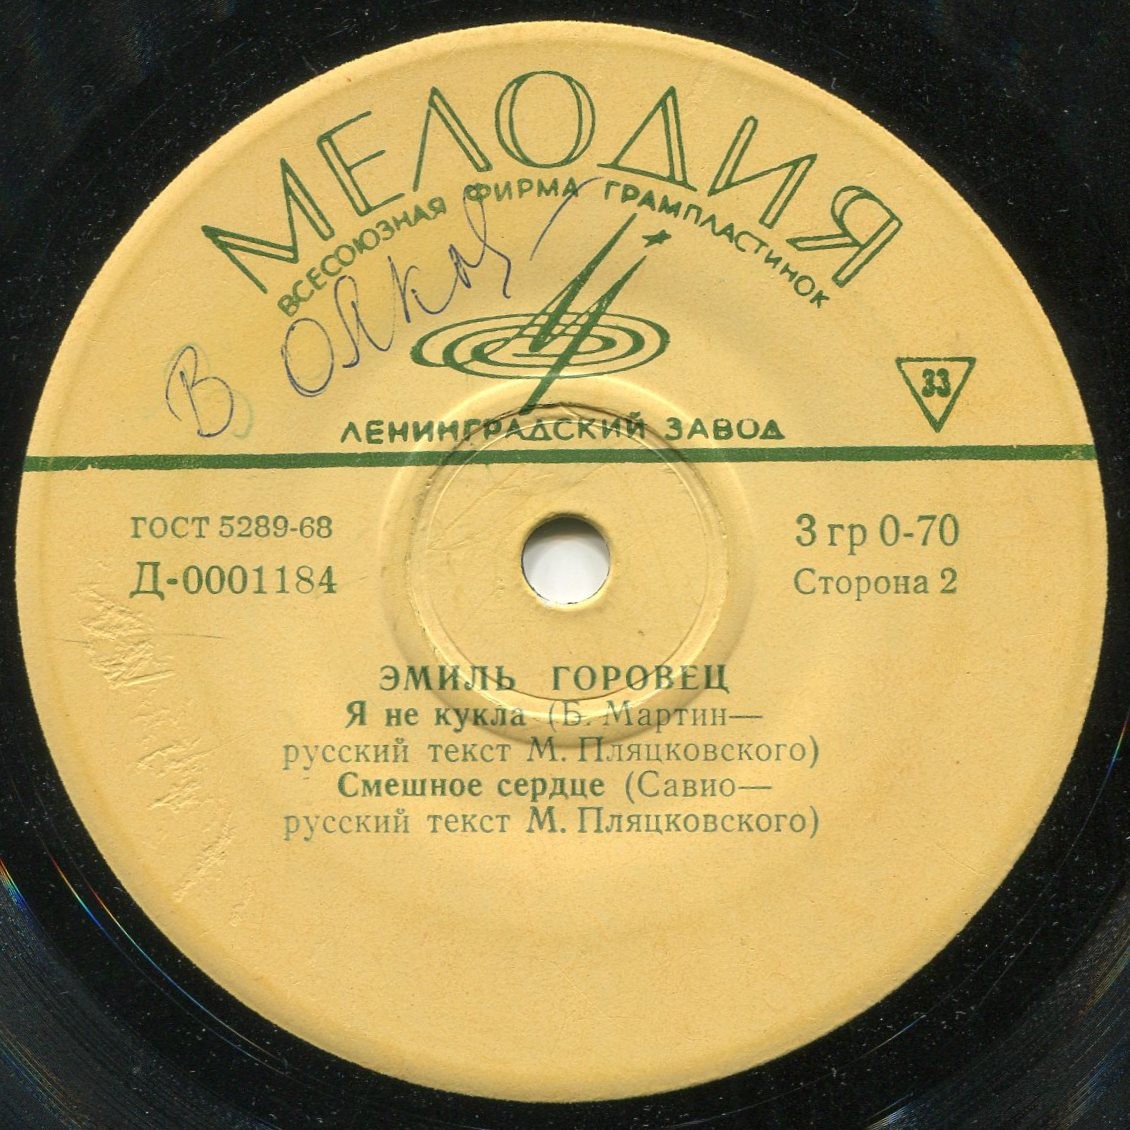 МЕЛОДИЯ
ВСЕСОЮЗНАЯ ФИРМА ГРАМПЛАСТИНОК
33
ЛЕНИНГРАДСКИЙ ЗАВОД
ГОСТ 5289-68
Д-0001184
3 гр 0-70
Сторона 2
ЭМИЛЬ ГОРОВЕЦ
Я не кукла (Б. Мартин—
русский текст М. Пляцковского)
Смешное сердце (Савио—
русский текст М. Пляцковского)